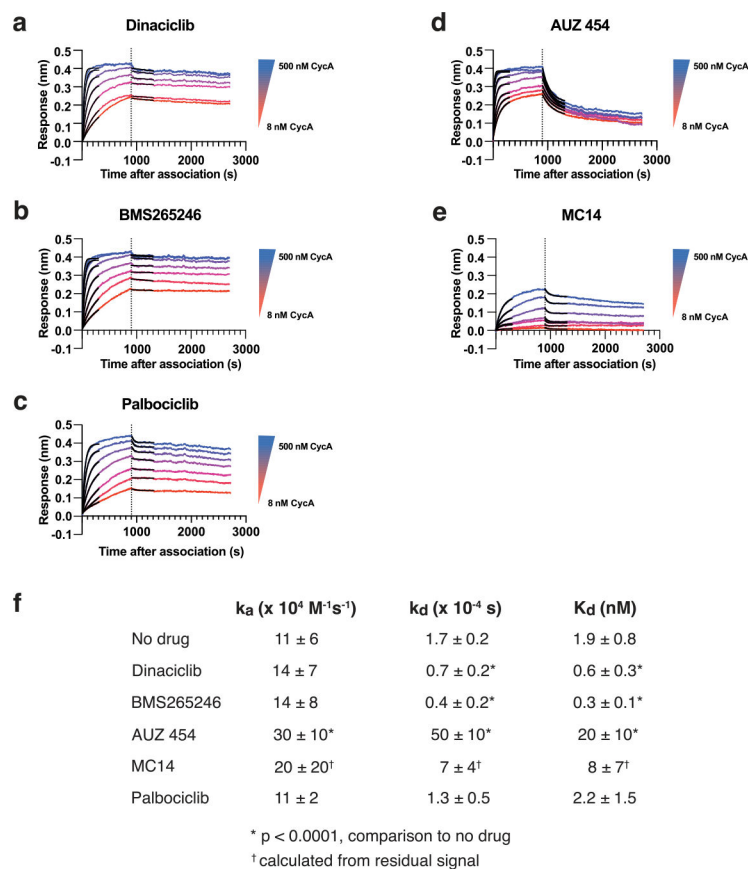 a
Dinaciclib
Response (nm)
0.5
0.4
0.3
0.2
0.1
0.0
-0.1
1000 2000 3000
Time after association (s)
500 nM CycA
8 nM CycA
b
BMS265246
Response (nm)
0.5
0.4
0.3
0.2
0.1
0.0
-0.1
1000 2000 3000
Time after association (s)
500 nM CycA
8 nM CycA
c
Palbociclib
Response (nm)
0.5
0.4
0.3
0.2
0.1
0.0
-0.1
1000 2000 3000
Time after association (s)
500 nM CycA
8 nM CycA
d
AUZ 454
Response (nm)
0.5
0.4
0.3
0.2
0.1
0.0
-0.1
1000 2000 3000
Time after association (s)
500 nM CycA
8 nM CycA
e
MC14
Response (nm)
0.5
0.4
0.3
0.2
0.1
0.0
-0.1
1000 2000 3000
Time after association (s)
500 nM CycA
8 nM CycA
f
ka (x 10⁴ M⁻¹s⁻¹) kd (x 10⁻⁴ s) Kd (nM)
No drug 11 ± 6 1.7 ± 0.2 1.9 ± 0.8
Dinaciclib 14 ± 7 0.7 ± 0.2* 0.6 ± 0.3*
BMS265246 14 ± 8 0.4 ± 0.2* 0.3 ± 0.1*
AUZ 454 30 ± 10* 50 ± 10* 20 ± 10*
MC14 20 ± 20† 7 ± 4† 8 ± 7†
Palbociclib 11 ± 2 1.3 ± 0.5 2.2 ± 1.5
* p < 0.0001, comparison to no drug
† calculated from residual signal